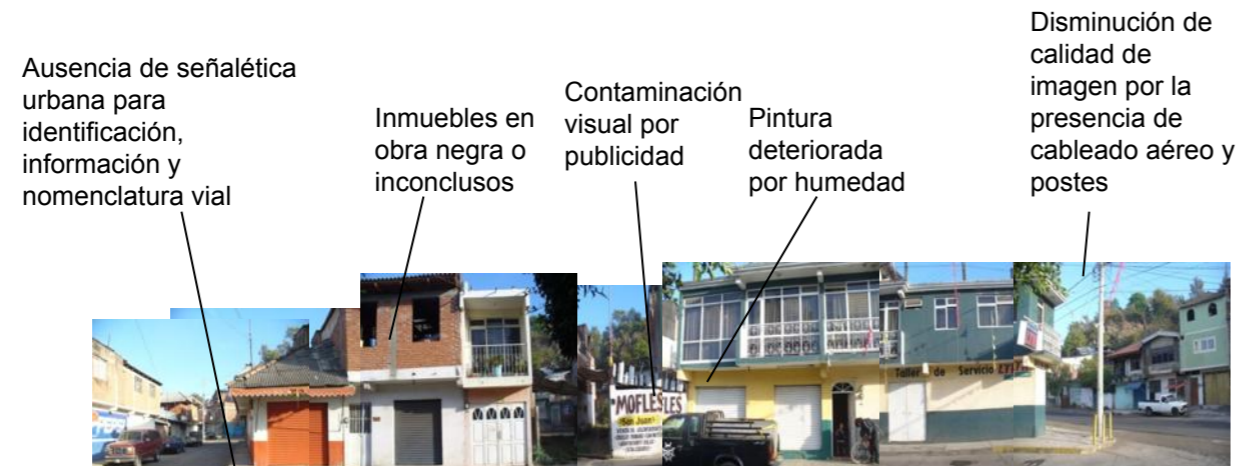 Ausencia de señalética
urbana para
identificación,
información y
nomenclatura vial
Inmuebles en
obra negra o
inconclusos
Contaminación
visual por
publicidad
Pintura
deteriorada
por humedad
Disminución de
calidad de
imagen por la
presencia de
cableado aéreo y
postes
MOFLES
LES
San Juan
Taller de Servicio